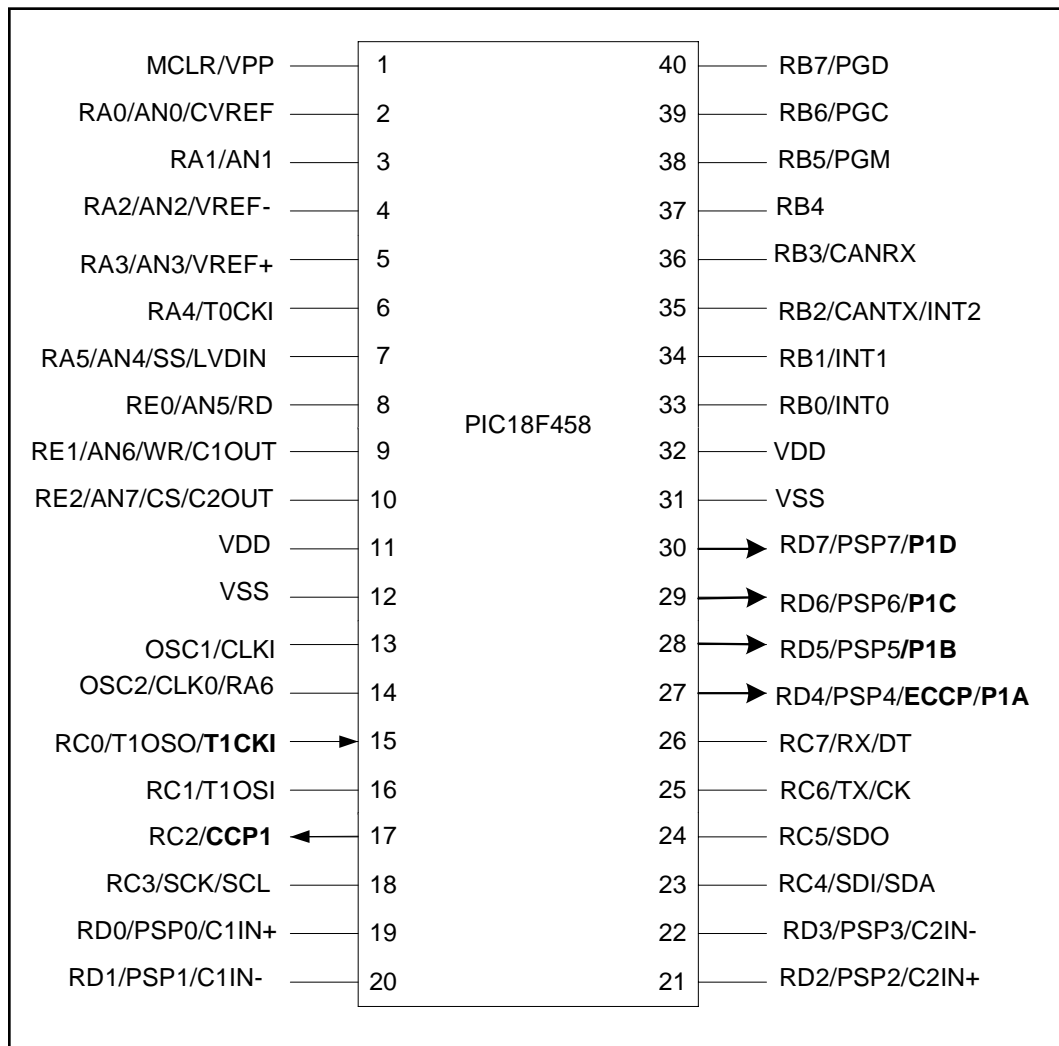 MCLR/VPP 1 40 RB7/PGD
RA0/AN0/CVREF 2 39 RB6/PGC
RA1/AN1 3 38 RB5/PGM
RA2/AN2/VREF- 4 37 RB4
RA3/AN3/VREF+ 5 36 RB3/CANRX
RA4/T0CKI 6 35 RB2/CANTX/INT2
RA5/AN4/SS/LVDIN 7 34 RB1/INT1
RE0/AN5/RD 8 33 RB0/INT0
PIC18F458
RE1/AN6/WR/C1OUT 9 32 VDD
RE2/AN7/CS/C2OUT 10 31 VSS
VDD 11 30 RD7/PSP7/P1D
VSS 12 29 RD6/PSP6/P1C
OSC1/CLKI 13 28 RD5/PSP5/P1B
OSC2/CLK0/RA6 14 27 RD4/PSP4/ECCP/P1A
RC0/T1OSO/T1CKI 15 26 RC7/RX/DT
RC1/T1OSI 16 25 RC6/TX/CK
RC2/CCP1 17 24 RC5/SDO
RC3/SCK/SCL 18 23 RC4/SDI/SDA
RD0/PSP0/C1IN+ 19 22 RD3/PSP3/C2IN-
RD1/PSP1/C1IN- 20 21 RD2/PSP2/C2IN+